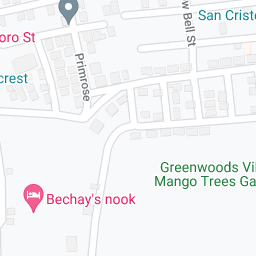 San Cristo
oro St
w Bell St
Primrose
crest
Greenwoods Vil
Mango Trees Ga
Bechay's nook